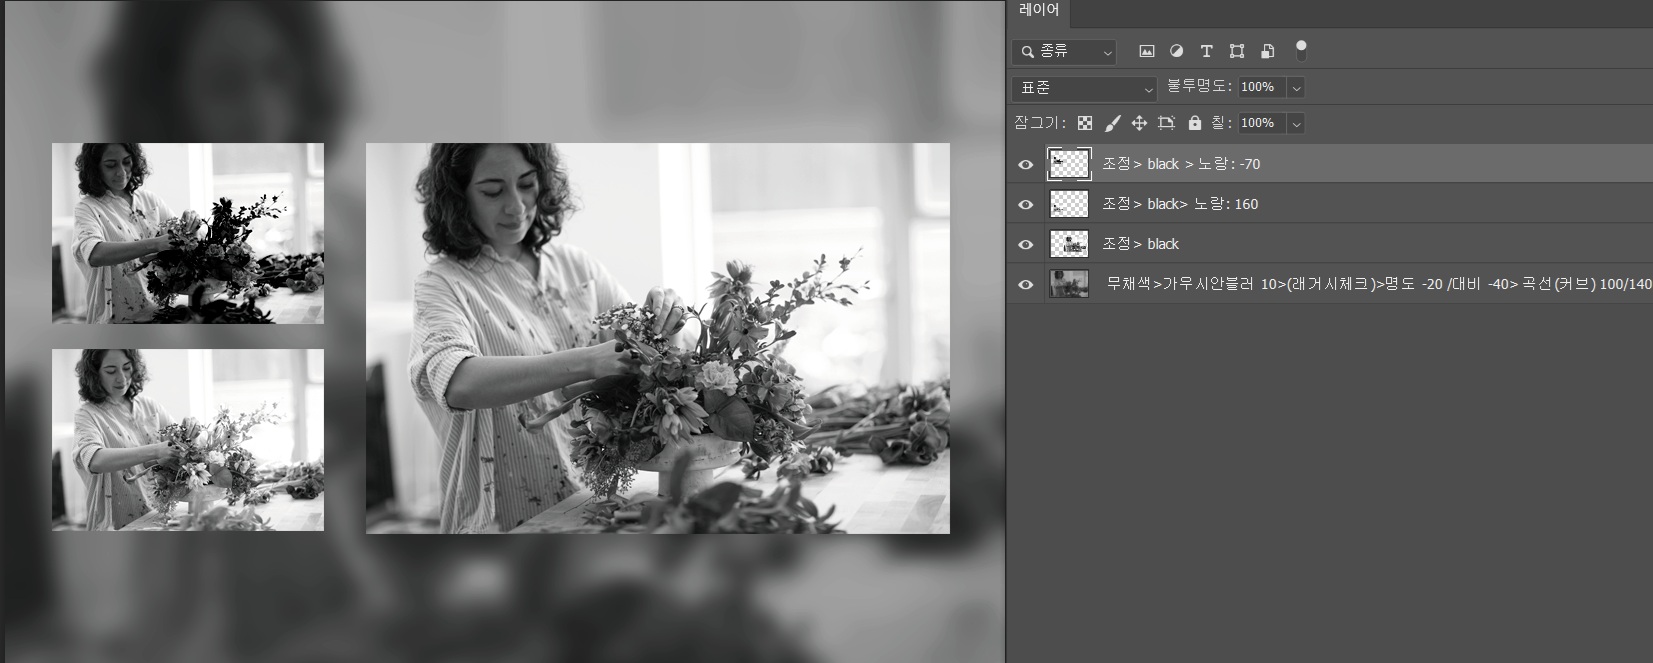 레이어
종류
표준 불투명도: 100%
잠그기: 칠: 100%
조정> black > 노랑: -70
조정> black> 노랑: 160
조정> black
무채색>가우시안블러 10>(래거시체크)>명도 -20 /대비 -40> 곡선(커브) 100/140